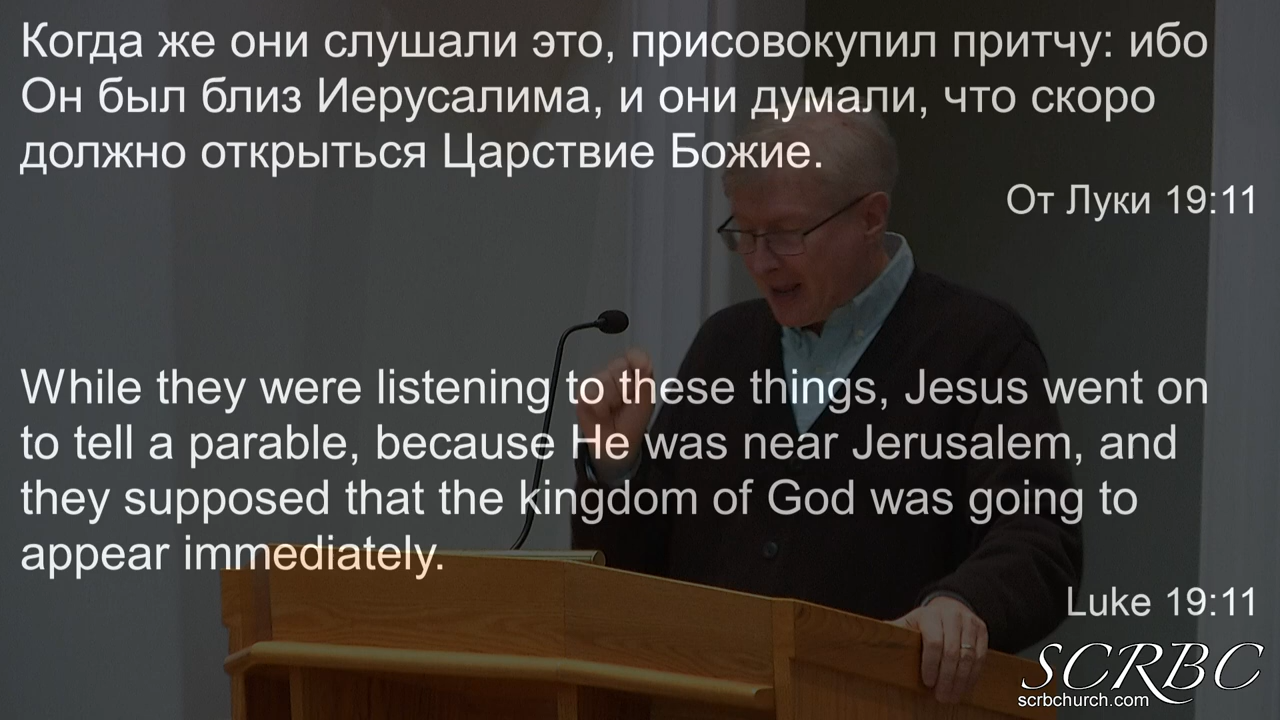 Когда же они слушали это, присовокупил притчу: ибо
Он был близ Иерусалима, и они думали, что скоро
должно открыться Царствие Божие.
От Луки 19:11
While they were listening to these things, Jesus went on
to tell a parable, because He was near Jerusalem, and
they supposed that the kingdom of God was going to
appear immediately.
Luke 19:11
SCRBC
scrbchurch.com